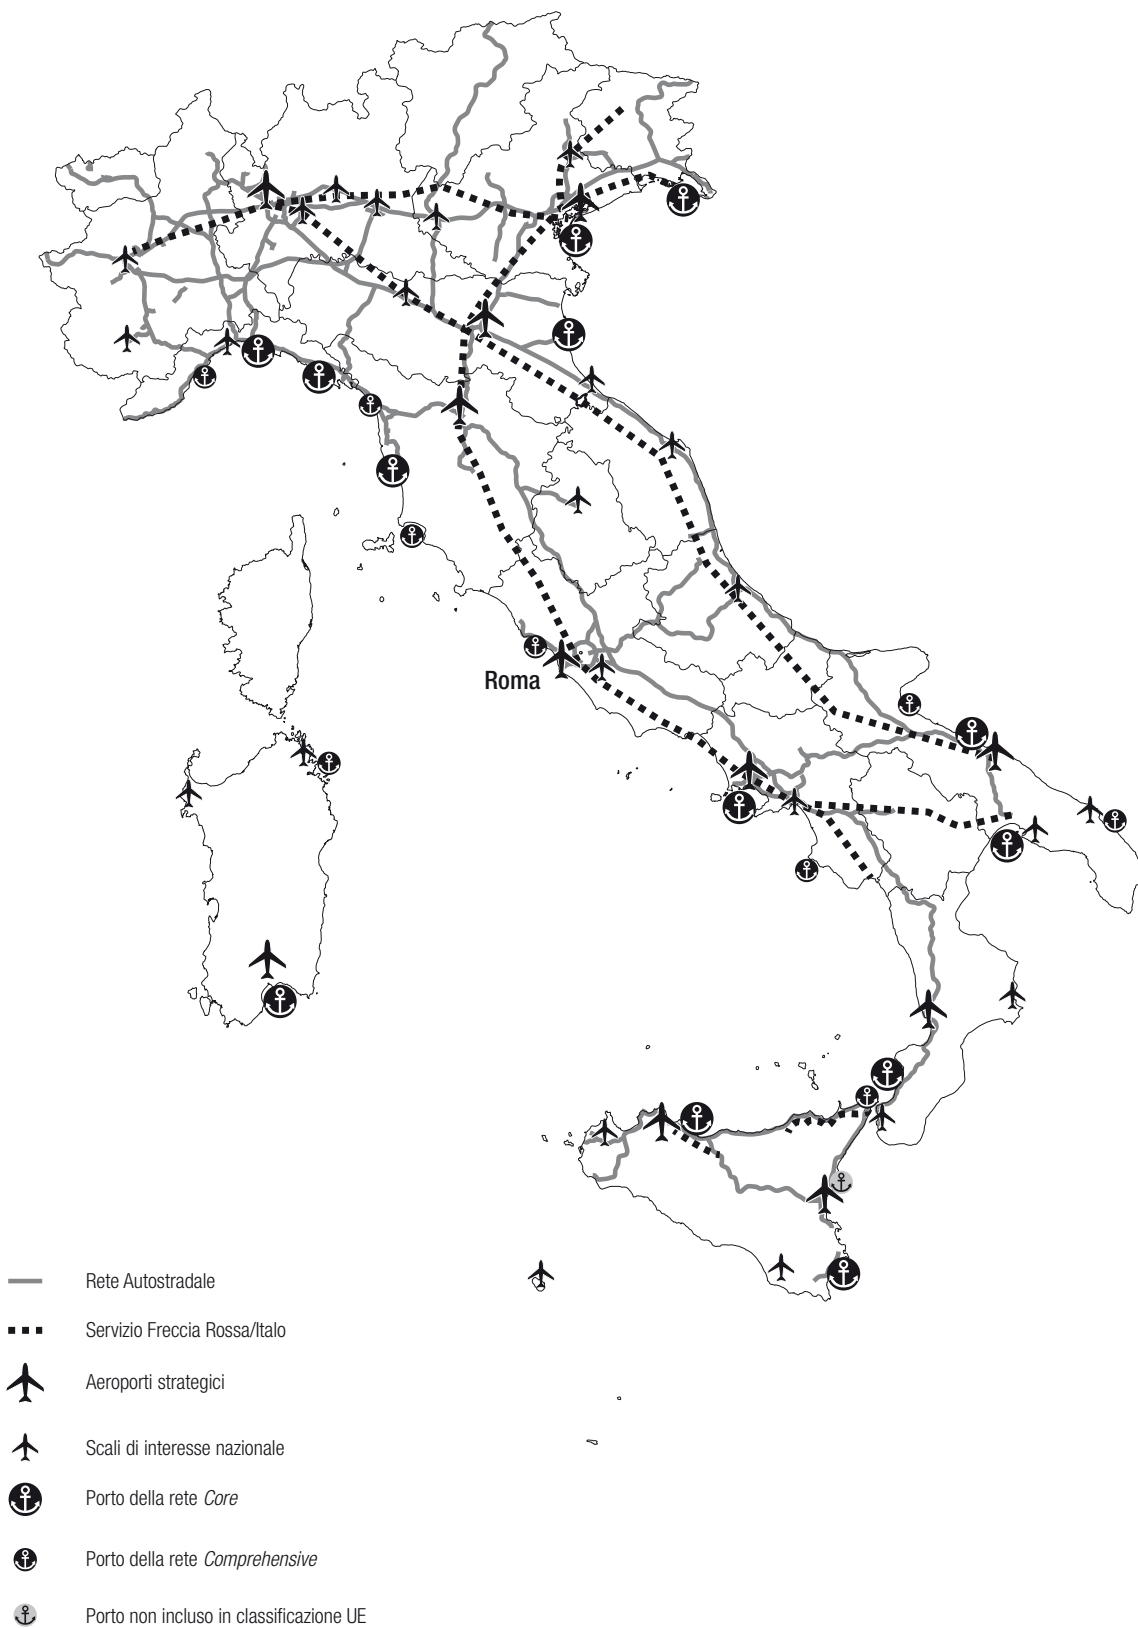 Roma
Rete Autostradale
Servizio Freccia Rossa/Italo
Aeroporti strategici
Scali di interesse nazionale
Porto della rete Core
Porto della rete Comprehensive
Porto non incluso in classificazione UE